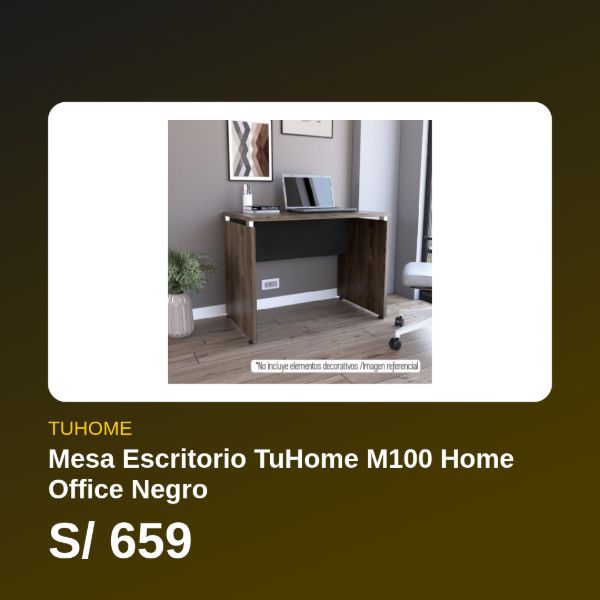 *No incluye elementos decorativos /Imagen referencial
TUHOME
Mesa Escritorio TuHome M100 Home
Office Negro
S/ 659